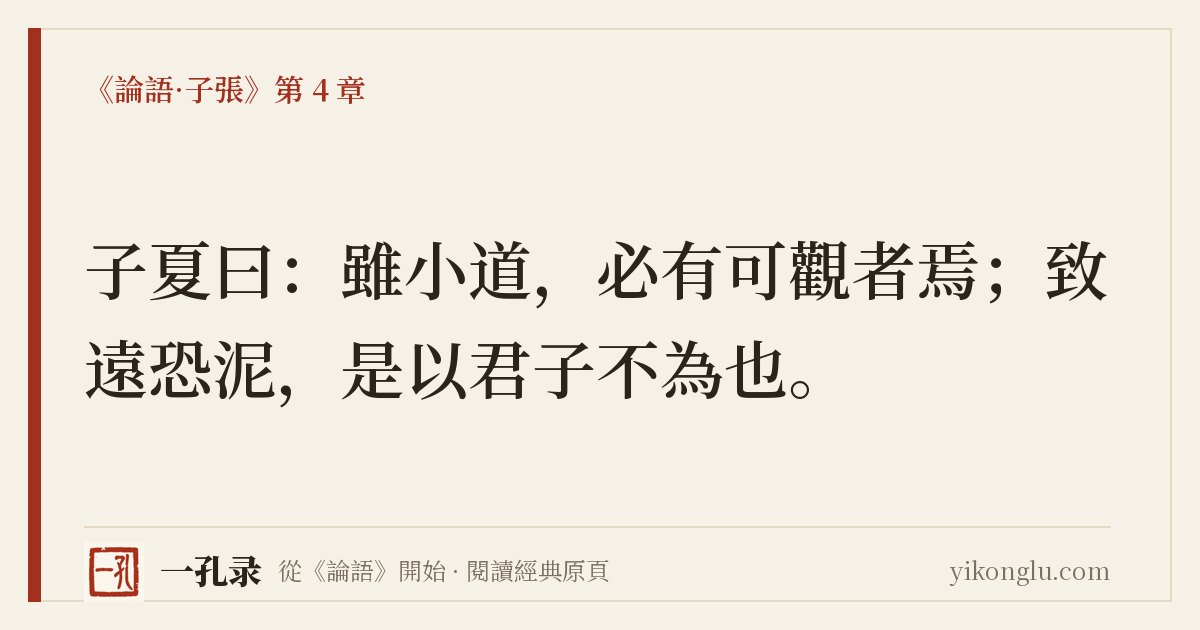 《論語·子張》第 4 章
子夏曰：雖小道，必有可觀者焉；致
遠恐泥，是以君子不為也。
一孔
一孔录 從《論語》開始 · 閱讀經典原頁
yikonglu.com